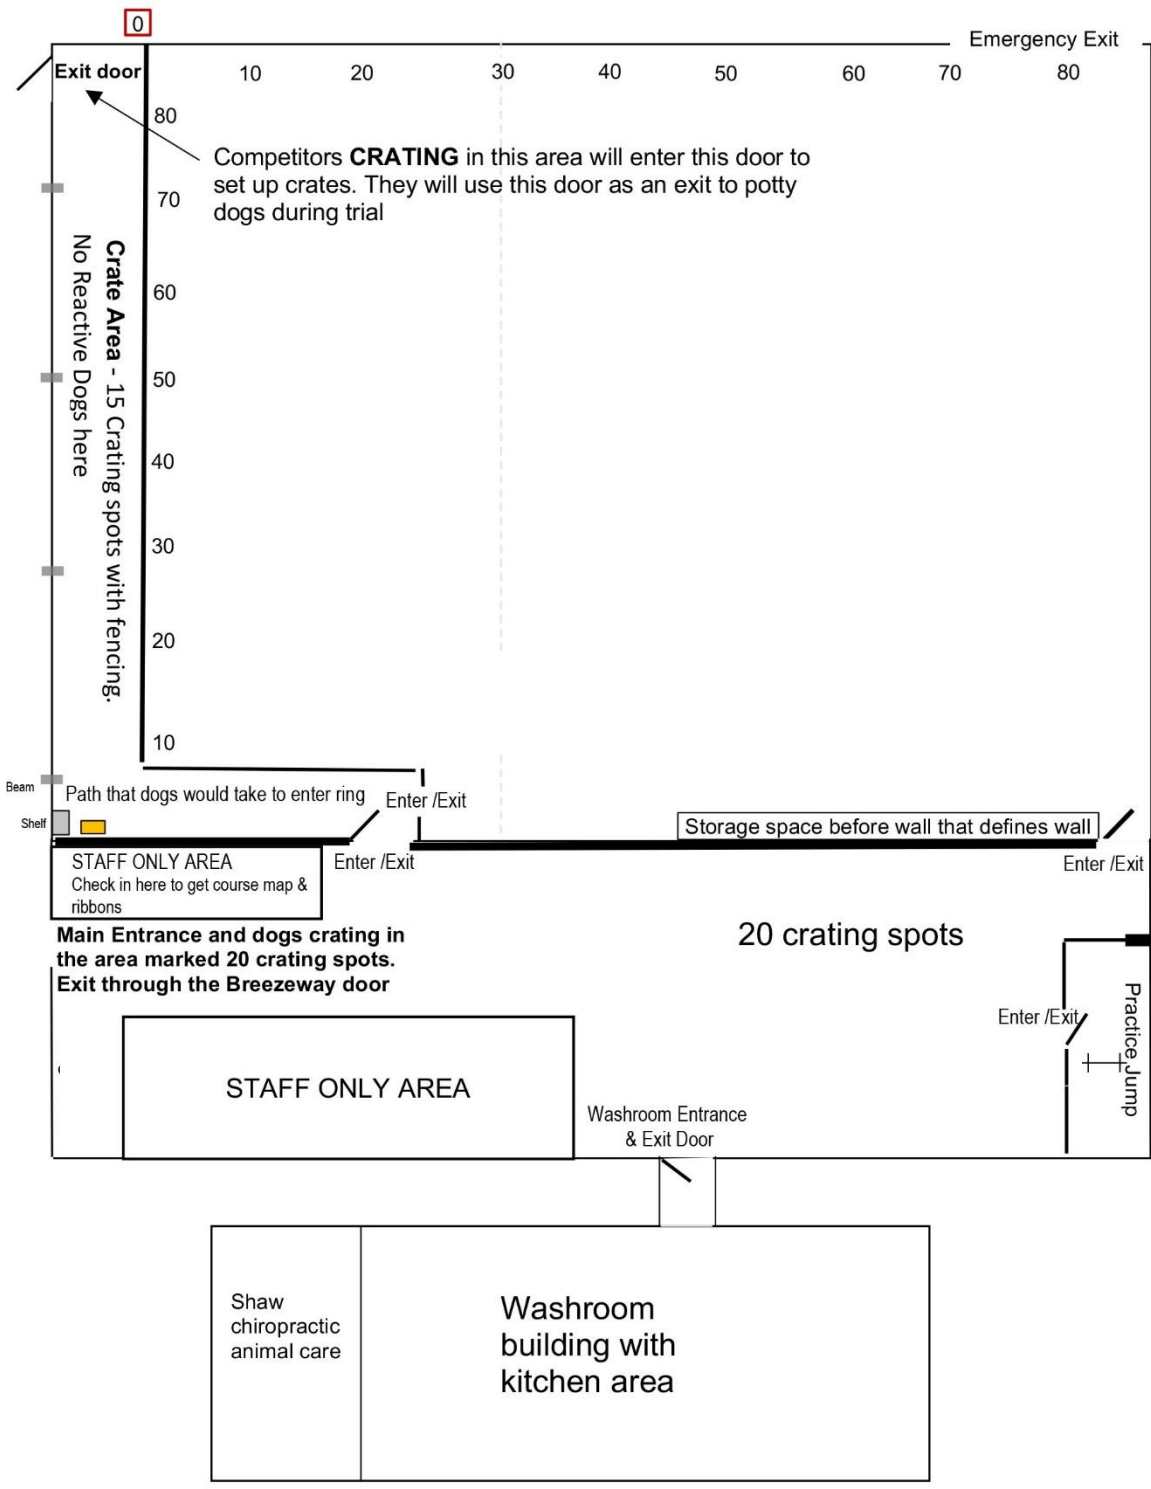 0
Emergency Exit
Exit door
10 20 30 40 50 60 70 80
80
Competitors CRATING in this area will enter this door to
set up crates. They will use this door as an exit to potty
dogs during trial
70
60
50
40
30
20
10
Crate Area - 15 Crating spots with fencing.
No Reactive Dogs here
Beam
Path that dogs would take to enter ring
Enter /Exit
Shelf
Storage space before wall that defines wall
STAFF ONLY AREA
Check in here to get course map &
ribbons
Enter /Exit
Enter /Exit
Main Entrance and dogs crating in
the area marked 20 crating spots.
Exit through the Breezeway door
20 crating spots
Enter /Exit
Practice Jump
STAFF ONLY AREA
Washroom Entrance
& Exit Door
Shaw
chiropractic
animal care
Washroom
building with
kitchen area